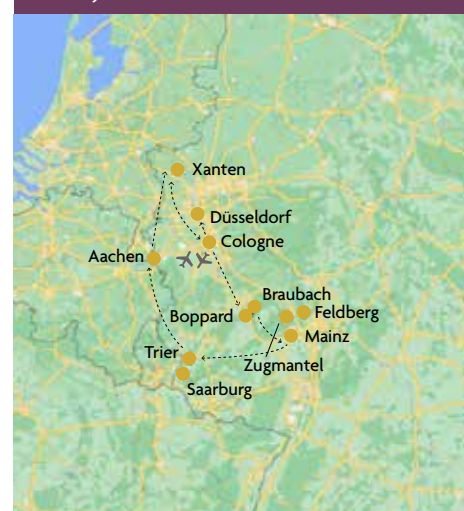 Xanten
Düsseldorf
Cologne
Aachen
Braubach
Boppard
Feldberg
Mainz
Zugmantel
Trier
Saarburg